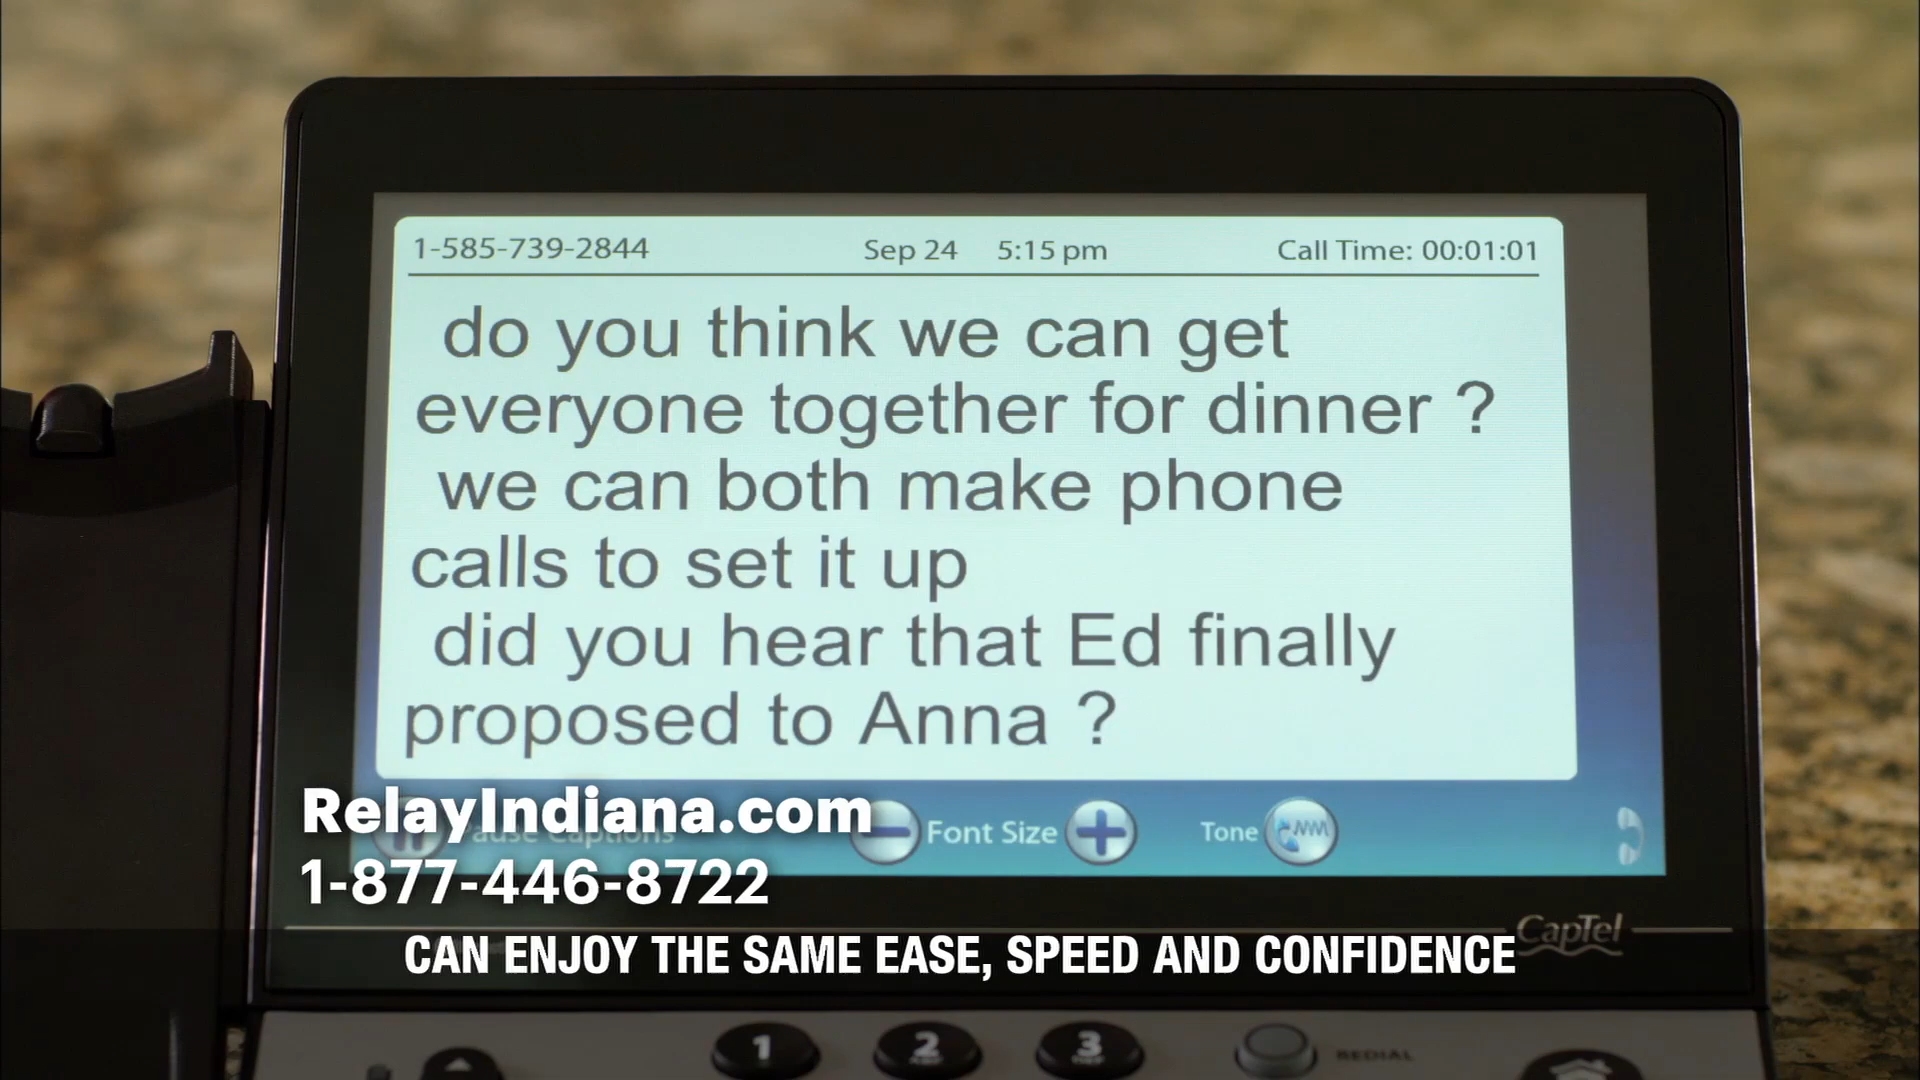 1-585-739-2844 Sep 24 5:15 pm Call Time: 00:01:01
do you think we can get
everyone together for dinner ?
we can both make phone
calls to set it up
did you hear that Ed finally
proposed to Anna ?
RelayIndiana.com
Pause Captions Font Size Tone
1-877-446-8722
CapTel
CAN ENJOY THE SAME EASE, SPEED AND CONFIDENCE
1 2 3 REDIAL